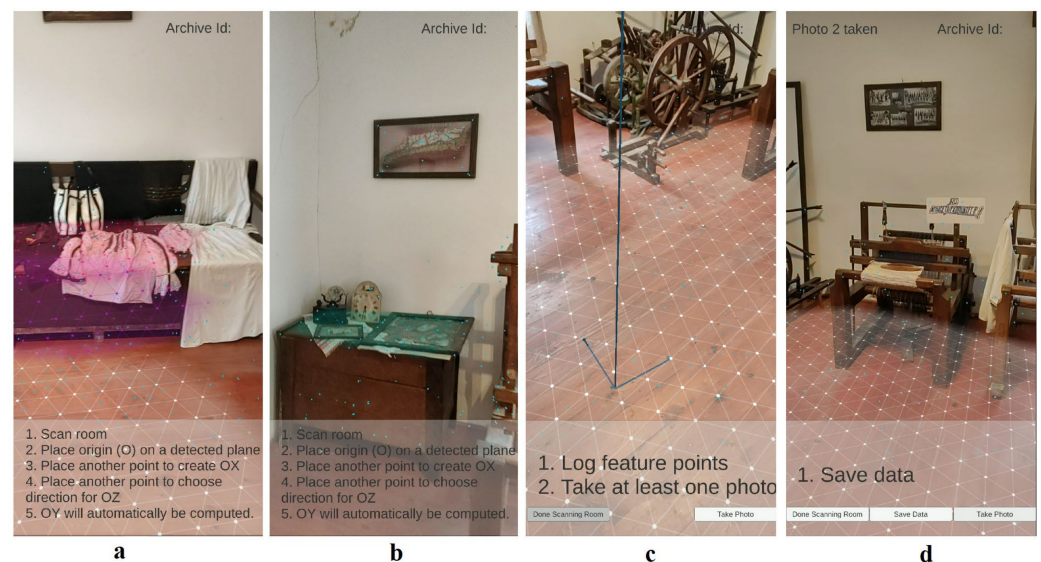 Archive Id:
1. Scan room
2. Place origin (O) on a detected plane
3. Place another point to create OX
4. Place another point to choose
direction for OZ
5. OY will automatically be computed.
a
Archive Id:
1. Scan room
2. Place origin (O) on a detected plane
3. Place another point to create OX
4. Place another point to choose
direction for OZ
5. OY will automatically be computed.
b
Archive Id:
1. Log feature points
2. Take at least one photo
Done Scanning Room
Take Photo
c
Photo 2 taken
Archive Id:
1. Save data
Done Scanning Room
Save Data
Take Photo
d